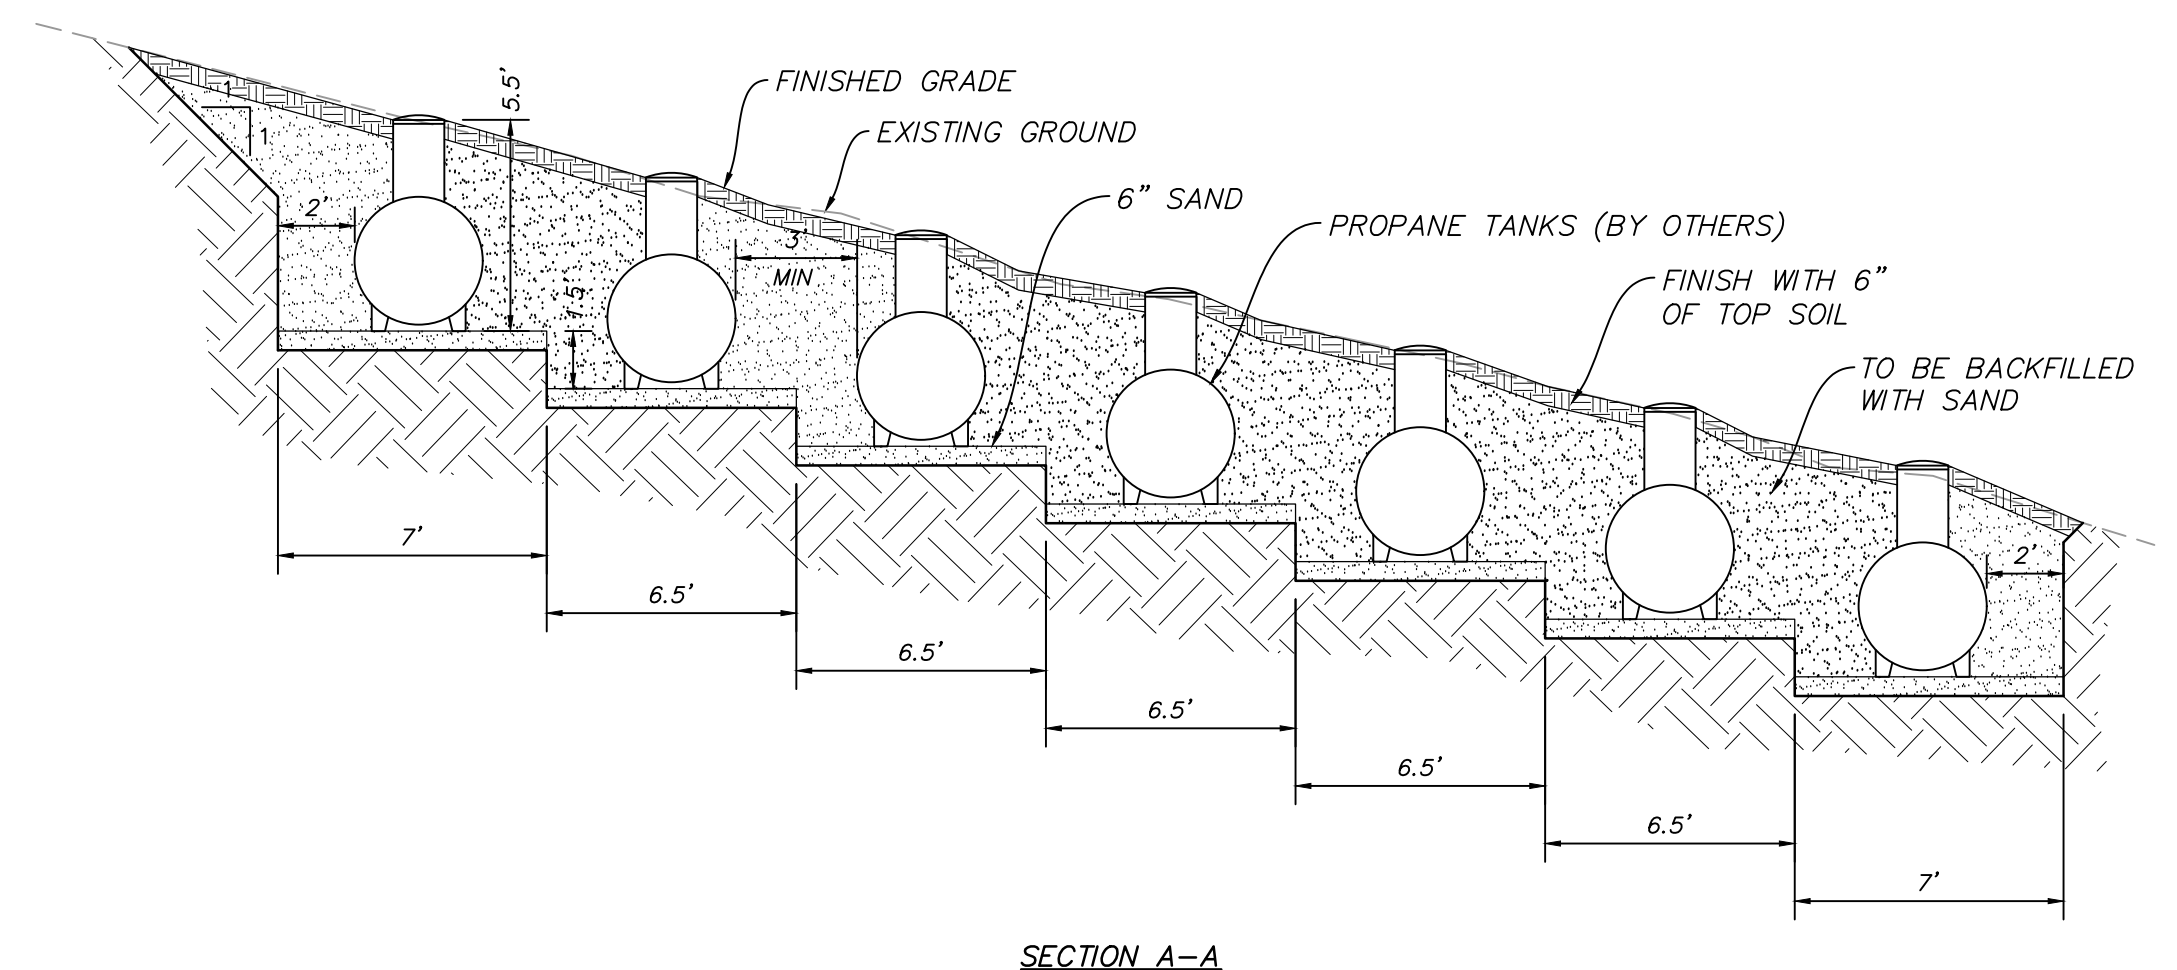 5.5'
FINISHED GRADE
1
1
EXISTING GROUND
6" SAND
2'
PROPANE TANKS (BY OTHERS)
3'
MIN
FINISH WITH 6"
OF TOP SOIL
1.5'
TO BE BACKFILLED
WITH SAND
7'
2'
6.5'
6.5'
6.5'
6.5'
6.5'
7'
SECTION A-A